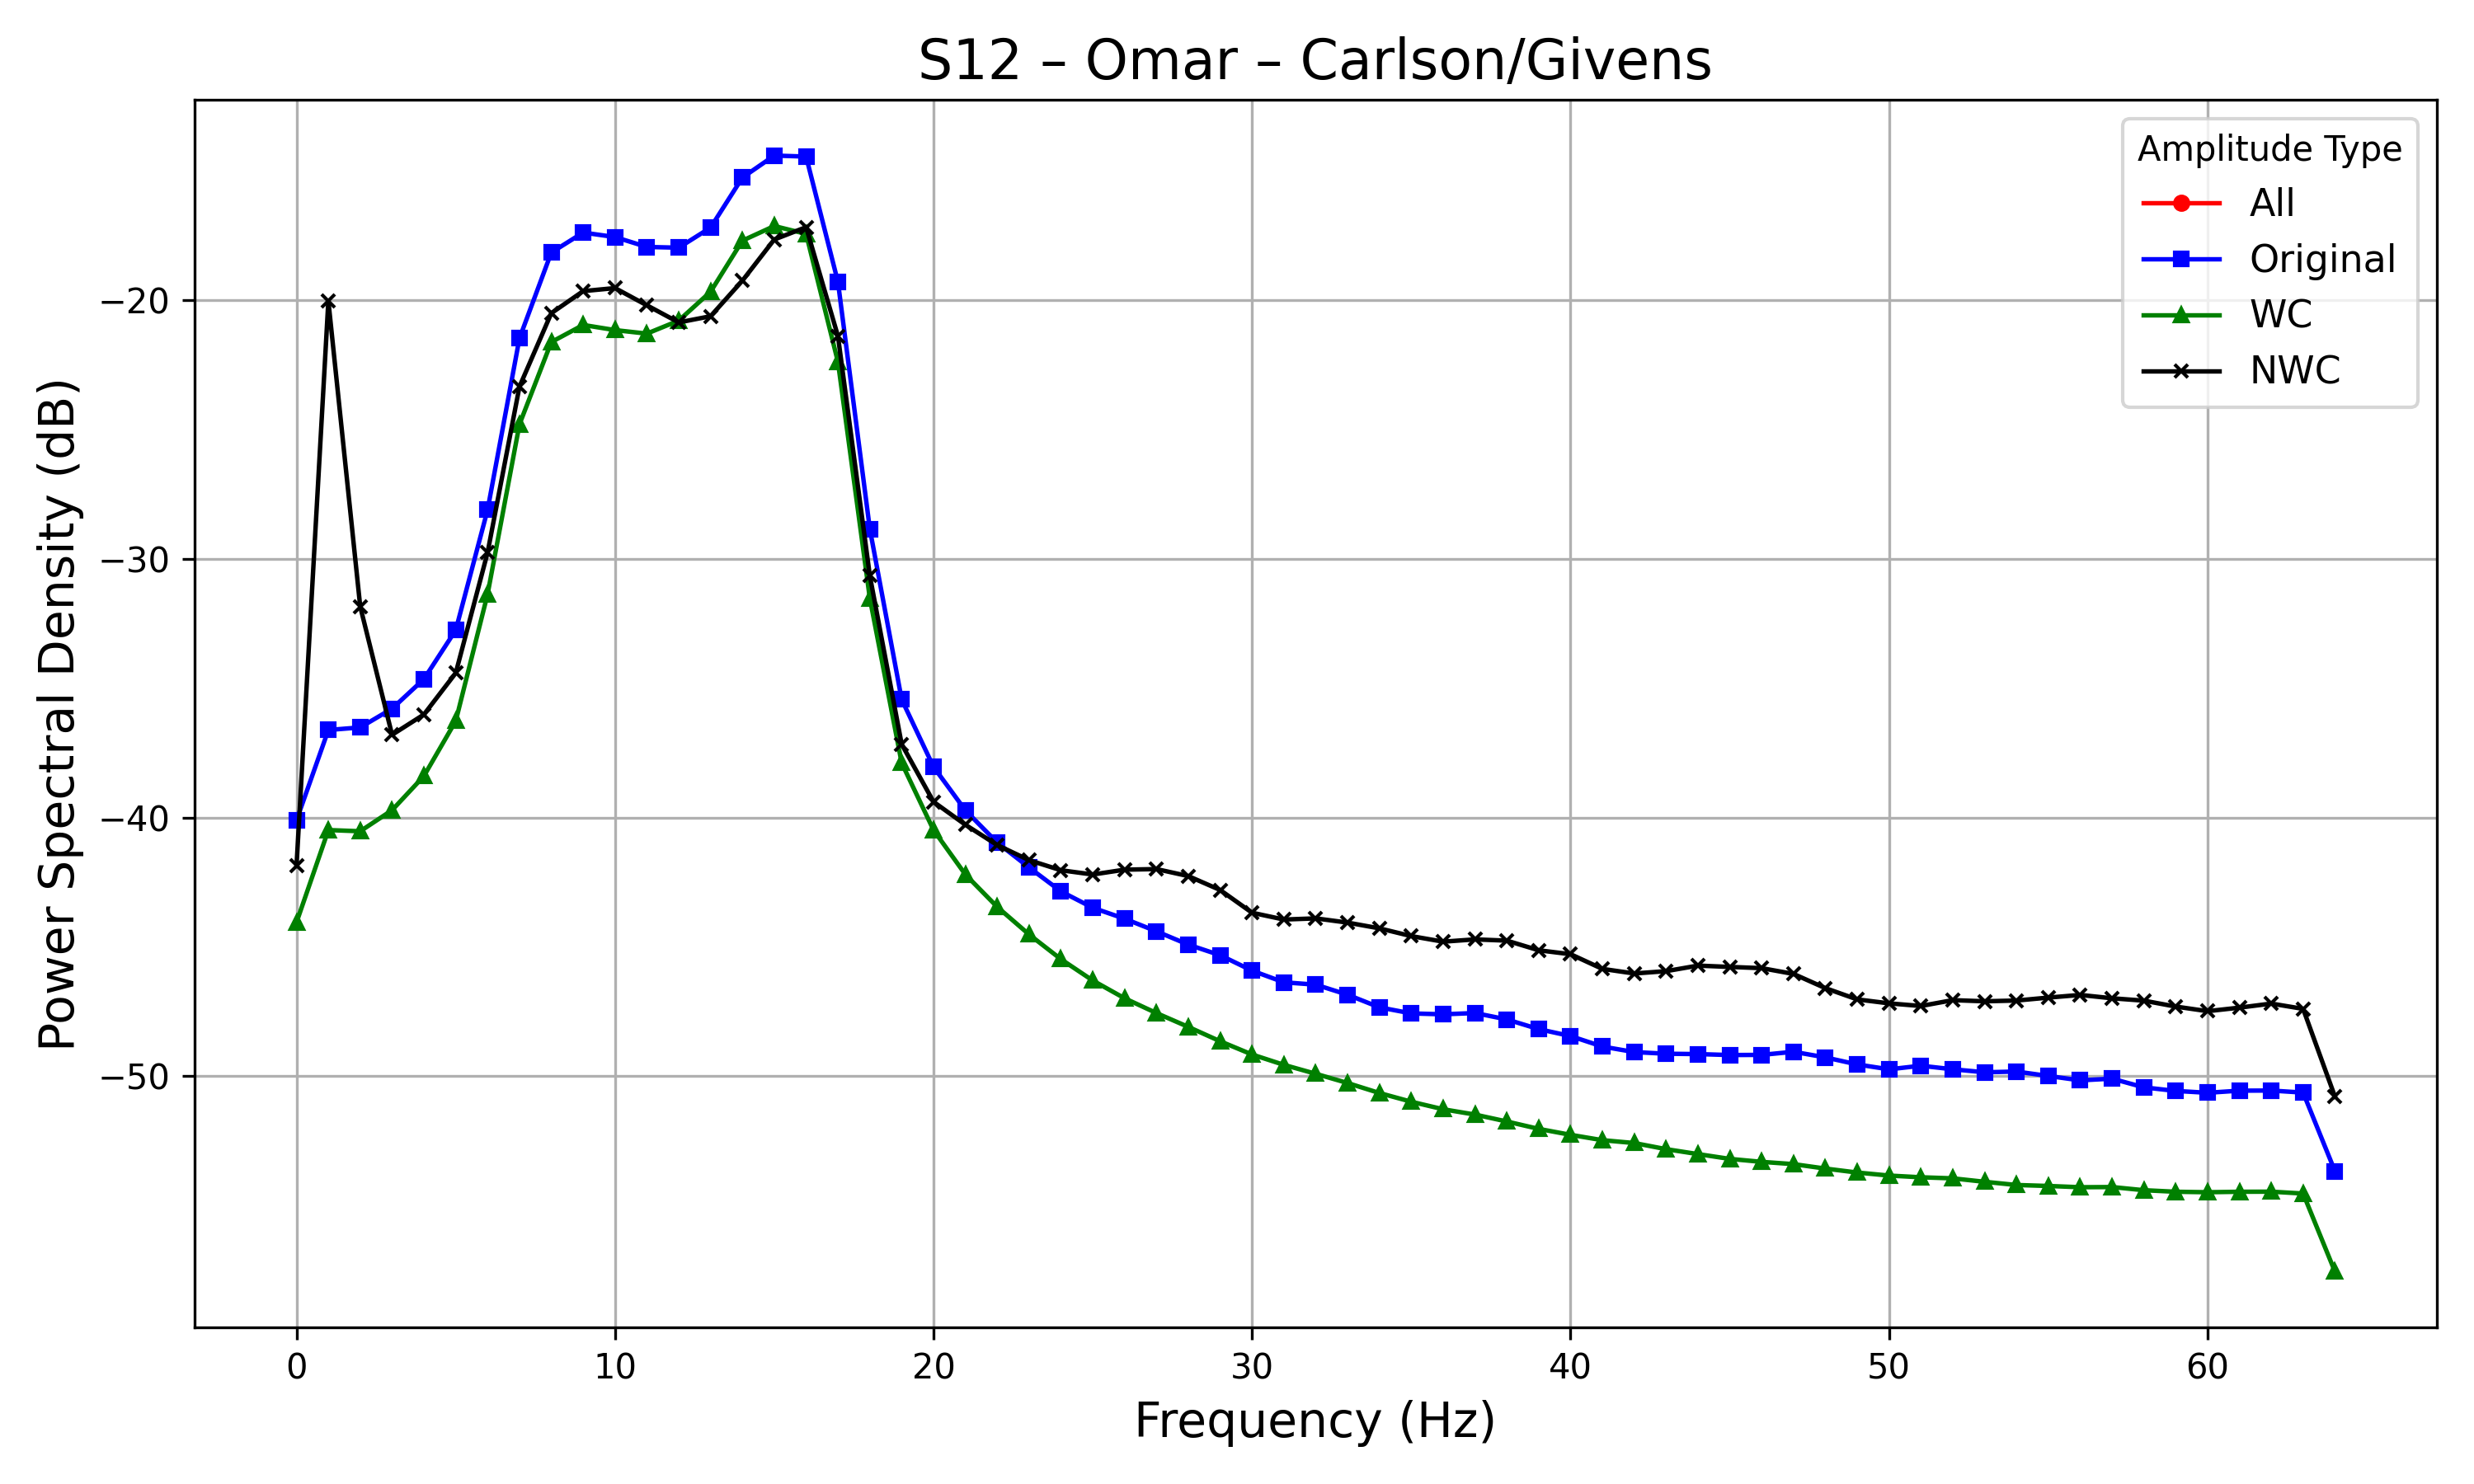 S12 – Omar – Carlson/Givens
Amplitude Type
All
Original
WC
NWC
Power Spectral Density (dB)
−20
−30
−40
−50
0 10 20 30 40 50 60
Frequency (Hz)